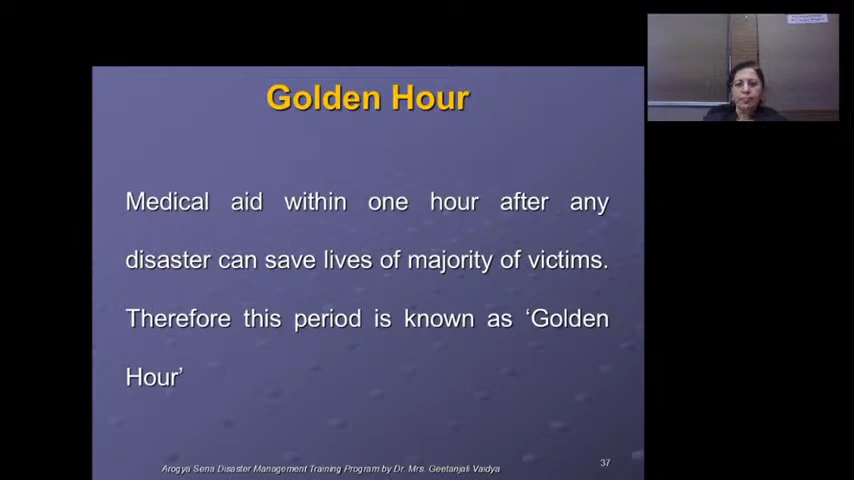 Golden Hour
Medical aid within one hour after any
disaster can save lives of majority of victims.
Therefore this period is known as ‘Golden
Hour’
Arogya Sena Disaster Management Training Program by Dr. Mrs. Geetanjali Vaidya
37